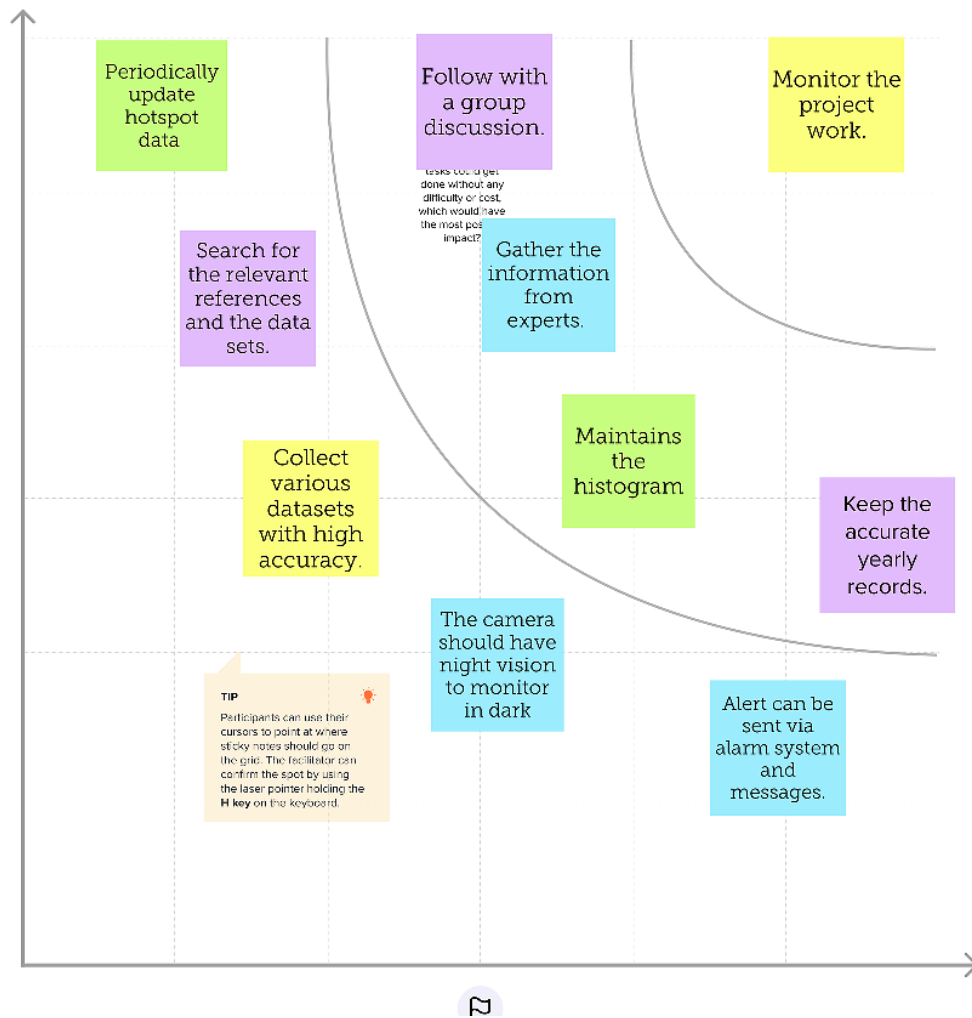 Periodically
update
hotspot
data
Follow with
a group
discussion.
Monitor the
project
work.
tasks could get
done without any
difficulty or cost,
which would have
the most
impact?
Search for
the relevant
references
and the data
sets.
Gather the
information
from
experts.
Maintains
the
histogram
Collect
various
datasets
with high
accuracy.
Keep the
accurate
yearly
records.
The camera
should have
night vision
to monitor
in dark
TIP
Participants can use their
cursors to point at where
sticky notes should go on
the grid. The facilitator can
confirm the spot by using
the laser pointer holding the
H key on the keyboard.
Alert can be
sent via
alarm system
and
messages.